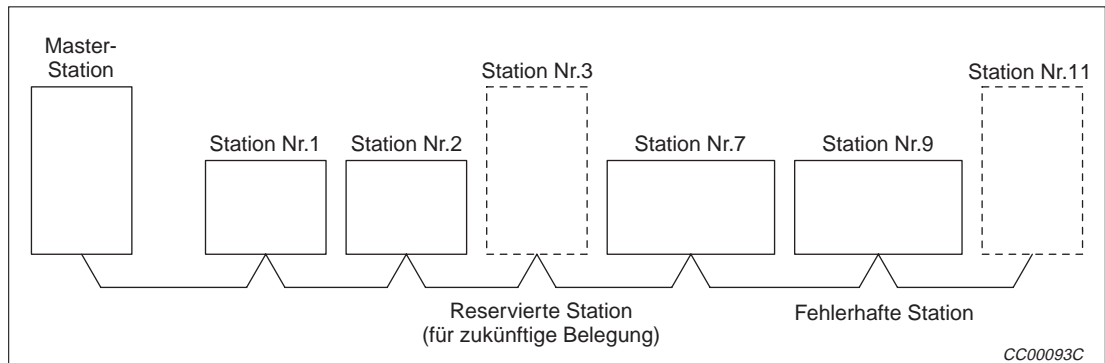 Master-
Station
Station Nr.1
Station Nr.2
Station Nr.3
Station Nr.7
Station Nr.9
Station Nr.11
Reservierte Station
(für zukünftige Belegung)
Fehlerhafte Station
CC00093C